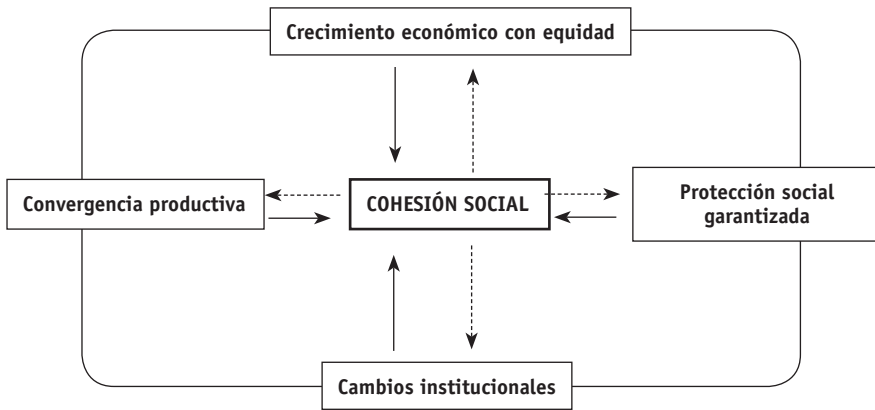 Crecimiento económico con equidad
Convergencia productiva
COHESIÓN SOCIAL
Protección social
garantizada
Cambios institucionales